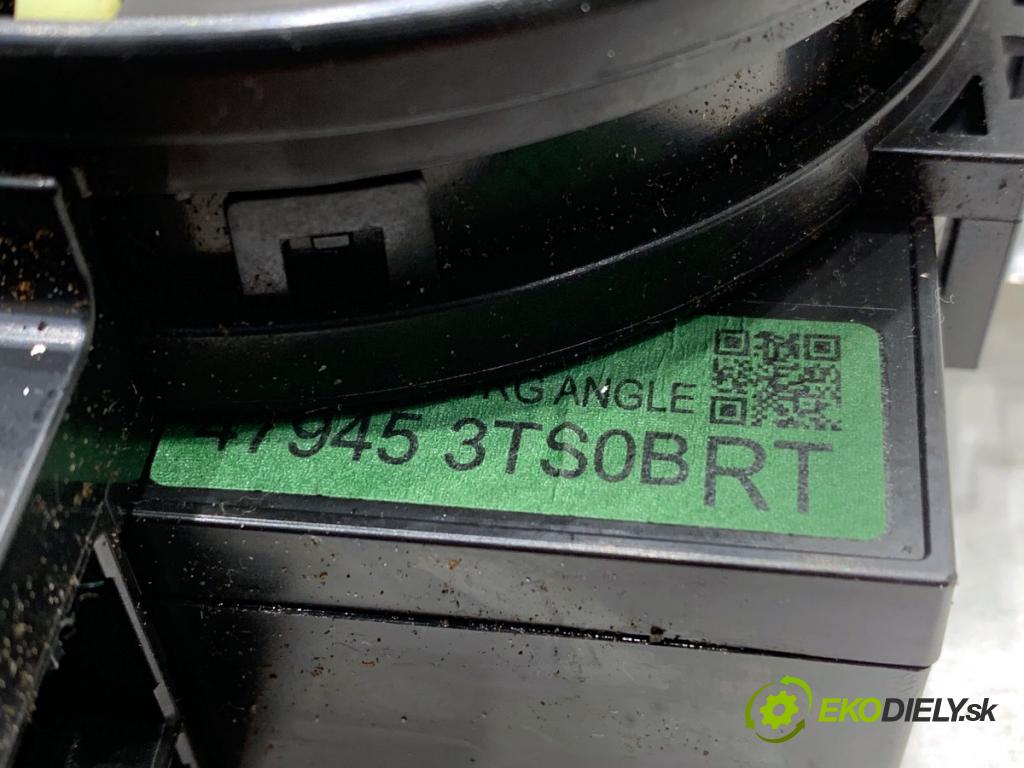 ANGLE
47945 3TS0B RT
EKODIELY.sk